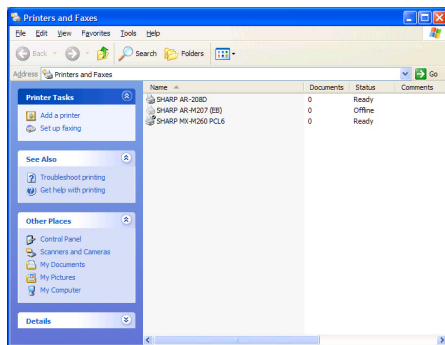 Printers and Faxes
File Edit View Favorites Tools Help
Back Search Folders
Address Printers and Faxes Go
Name Documents Status Comments
Printer Tasks
Add a printer
Set up faxing
See Also
Troubleshoot printing
Get help with printing
Other Places
Control Panel
Scanners and Cameras
My Documents
My Pictures
My Computer
Details
SHARP AR-208D 0 Ready
SHARP AR-M207 (EB) 0 Offline
SHARP MX-M260 PCL6 0 Ready